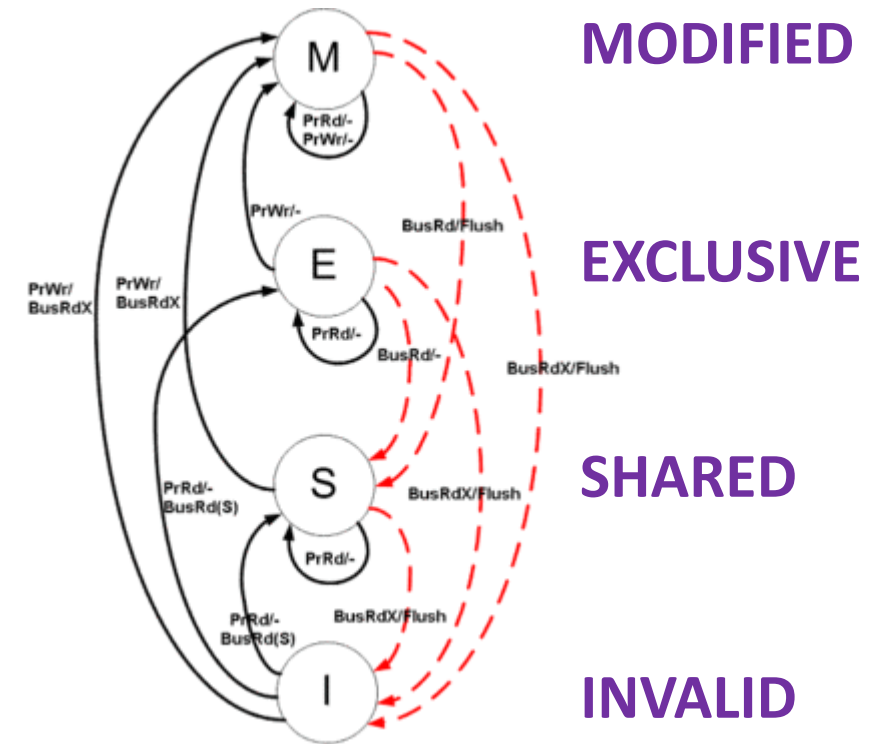 M
MODIFIED
PrRd/-
PrWr/-
PrWr/-
BusRd/Flush
E
EXCLUSIVE
PrWr/
BusRdX
PrWr/
BusRdX
PrRd/-
BusRd/-
BusRdX/Flush
S
SHARED
PrRd/-
BusRd(S)
BusRdX/Flush
PrRd/-
PrRd/-
BusRd(S)
BusRdX/Flush
I
INVALID